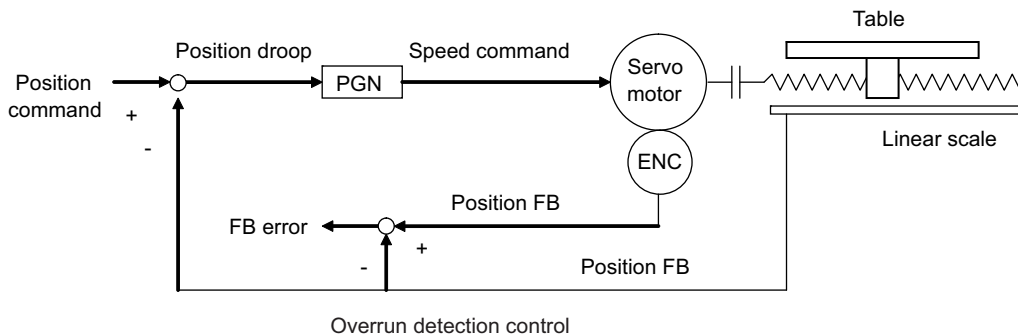 Table
Position droop
Speed command
Position
command
+
-
PGN
Servo
motor
ENC
Linear scale
Position FB
FB error
+
-
Position FB
Overrun detection control